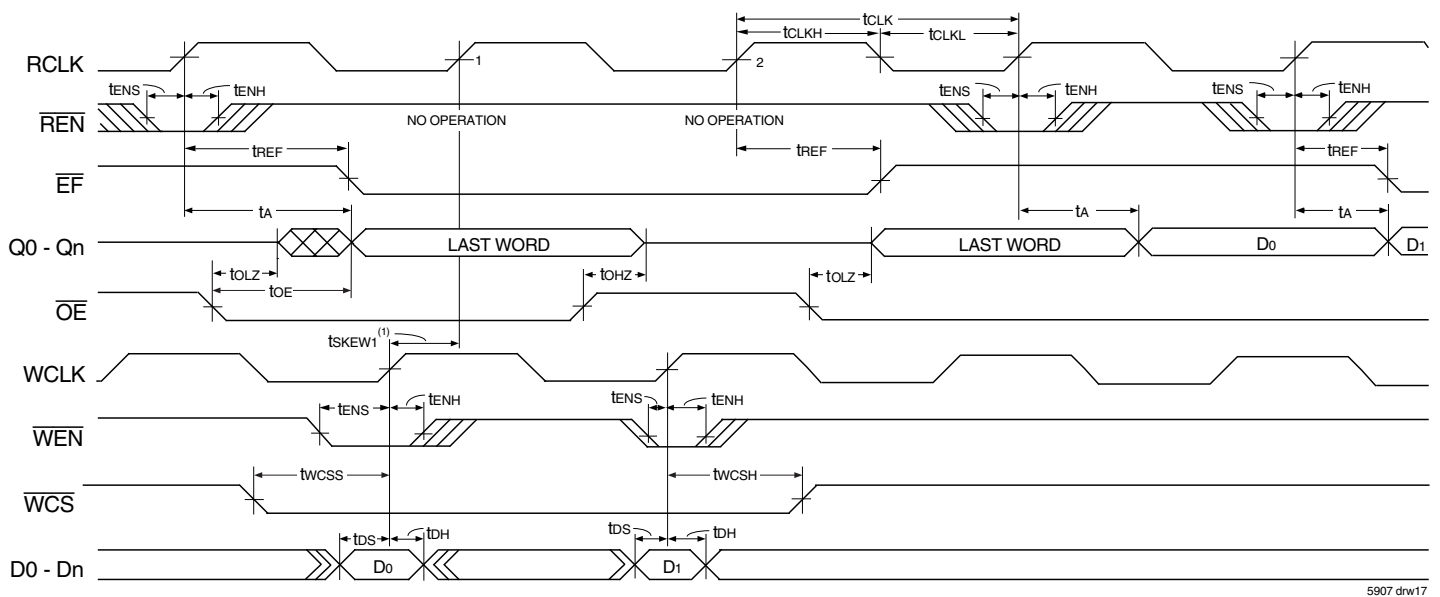 tCLK
tCLKH
tCLKL
RCLK
1
2
tENS
tENH
tENS
tENH
tENS
tENH
REN
NO OPERATION
NO OPERATION
tREF
tREF
tREF
EF
tA
tA
tA
Q0 - Qn
LAST WORD
LAST WORD
D0
D1
tOLZ
tOHZ
tOLZ
tOE
OE
tSKEW1(1)
WCLK
tENS
tENH
tENS
tENH
WEN
tWCSS
tWCSH
WCS
tDS
tDH
tDS
tDH
D0 - Dn
D0
D1
5907 drw17